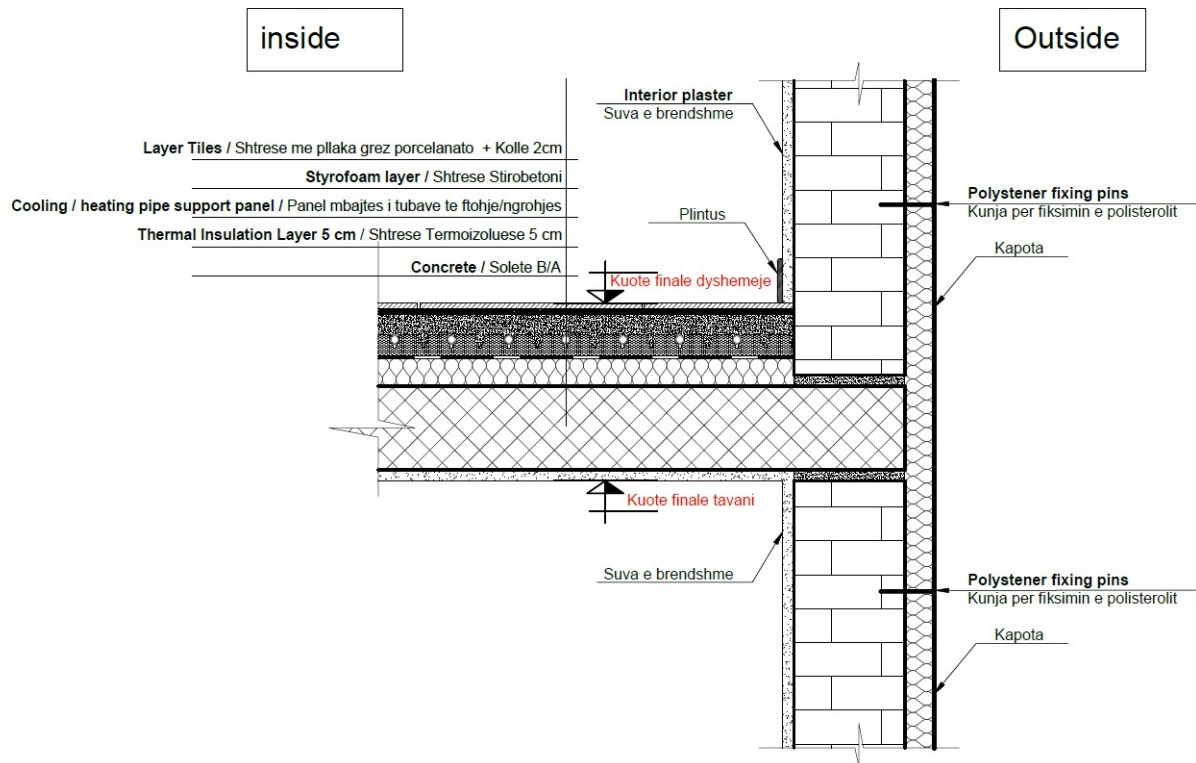 inside
Outside
Interior plaster
Suva e brendshme
Layer Tiles / Shtrese me pllaka grez porcelanato + Kolle 2cm
Styrofoam layer / Shtrese Stirobetoni
Cooling / heating pipe support panel / Panel mbajtes i tubave te ftohje/ngrohjes
Thermal Insulation Layer 5 cm / Shtrese Termoizoluese 5 cm
Concrete / Solete B/A
Polystener fixing pins
Kunja per fiksimin e polisterolit
Plintus
Kapota
Kuote finale dyshemeje
Kuote finale tavani
Suva e brendshme
Polystener fixing pins
Kunja per fiksimin e polisterolit
Kapota